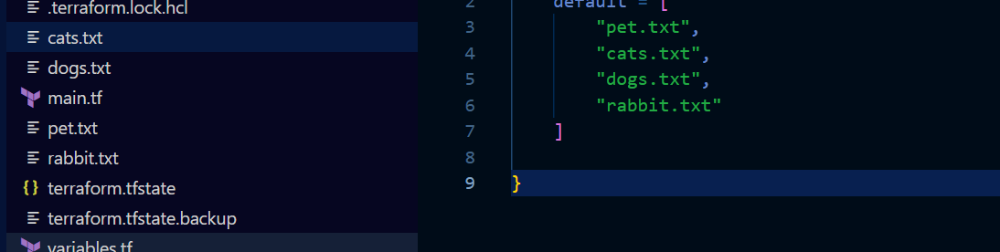 .terraform.lock.hcl
cats.txt
dogs.txt
main.tf
pet.txt
rabbit.txt
{} terraform.tfstate
terraform.tfstate.backup
variables.tf
2 default = [
3 "pet.txt",
4 "cats.txt",
5 "dogs.txt",
6 "rabbit.txt"
7 ]
8
9 }